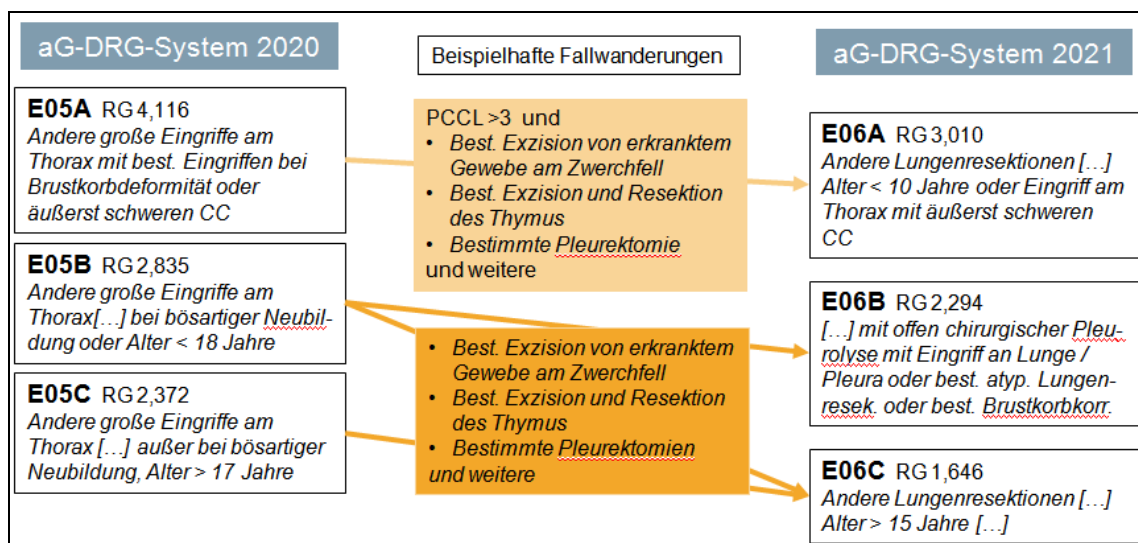 aG-DRG-System 2020
E05A RG 4,116
Andere große Eingriffe am
Thorax mit best. Eingriffen bei
Brustkorbdeformität oder
äußerst schweren CC
E05B RG 2,835
Andere große Eingriffe am
Thorax[…] bei bösartiger Neubil-
dung oder Alter < 18 Jahre
E05C RG 2,372
Andere große Eingriffe am
Thorax […] außer bei bösartiger
Neubildung, Alter > 17 Jahre
Beispielhafte Fallwanderungen
PCCL >3 und
• Best. Exzision von erkranktem
Gewebe am Zwerchfell
• Best. Exzision und Resektion
des Thymus
• Bestimmte Pleurektomie
und weitere
• Best. Exzision von erkranktem
Gewebe am Zwerchfell
• Best. Exzision und Resektion
des Thymus
• Bestimmte Pleurektomien
und weitere
aG-DRG-System 2021
E06A RG 3,010
Andere Lungenresektionen […]
Alter < 10 Jahre oder Eingriff am
Thorax mit äußerst schweren
CC
E06B RG 2,294
[…] mit offen chirurgischer Pleu-
rolyse mit Eingriff an Lunge /
Pleura oder best. atyp. Lungen-
resek. oder best. Brustkorbkorr.
E06C RG 1,646
Andere Lungenresektionen […]
Alter > 15 Jahre […]